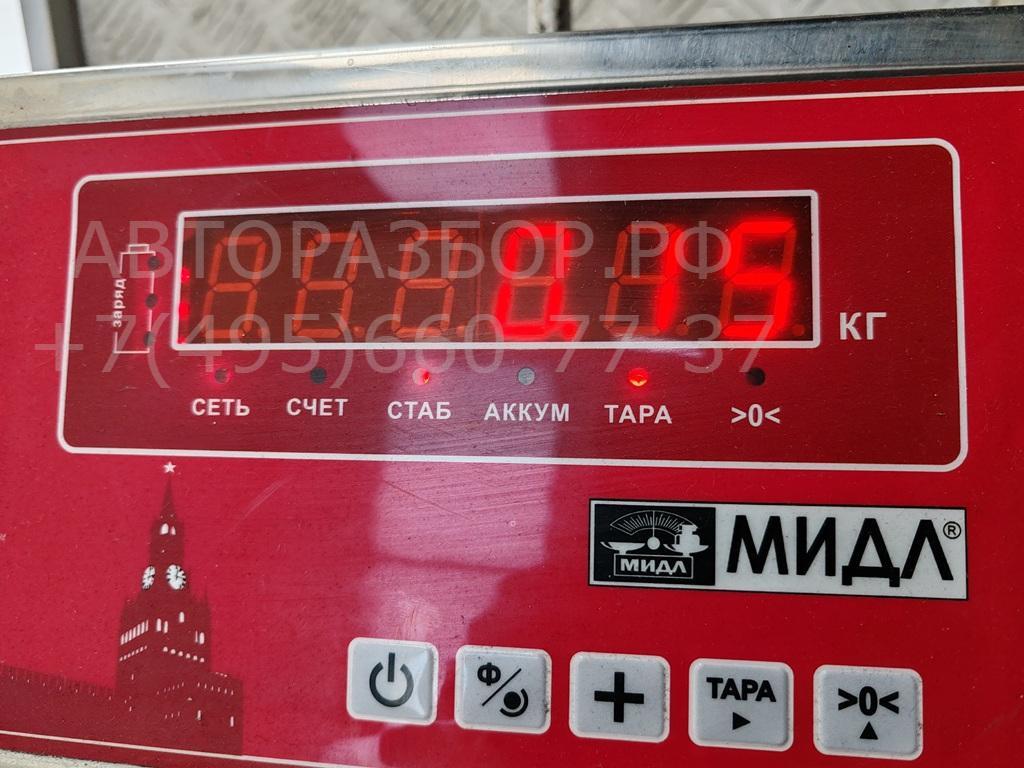 АВТОРАЗБОР.РФ
+7(495)660-77-37
заряд
0.15
КГ
СЕТЬ СЧЕТ СТАБ АККУМ ТАРА >0<
МИДЛ МИДЛ®
Ф
+ ТАРА >0<